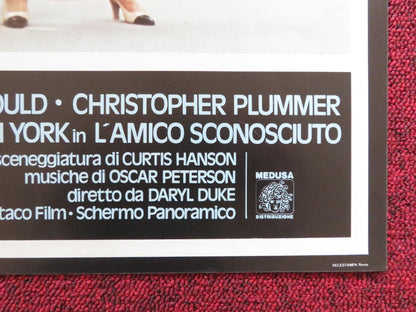 OULD • CHRISTOPHER PLUMMER
YORK in L'AMICO SCONOSCIUTO
sceneggiatura di CURTIS HANSON
musiche di OSCAR PETERSON
diretto da DARYL DUKE
taco Film • Schermo Panoramico
MEDUSA
DISTRIBUZIONE
SELESTAMPA Roma